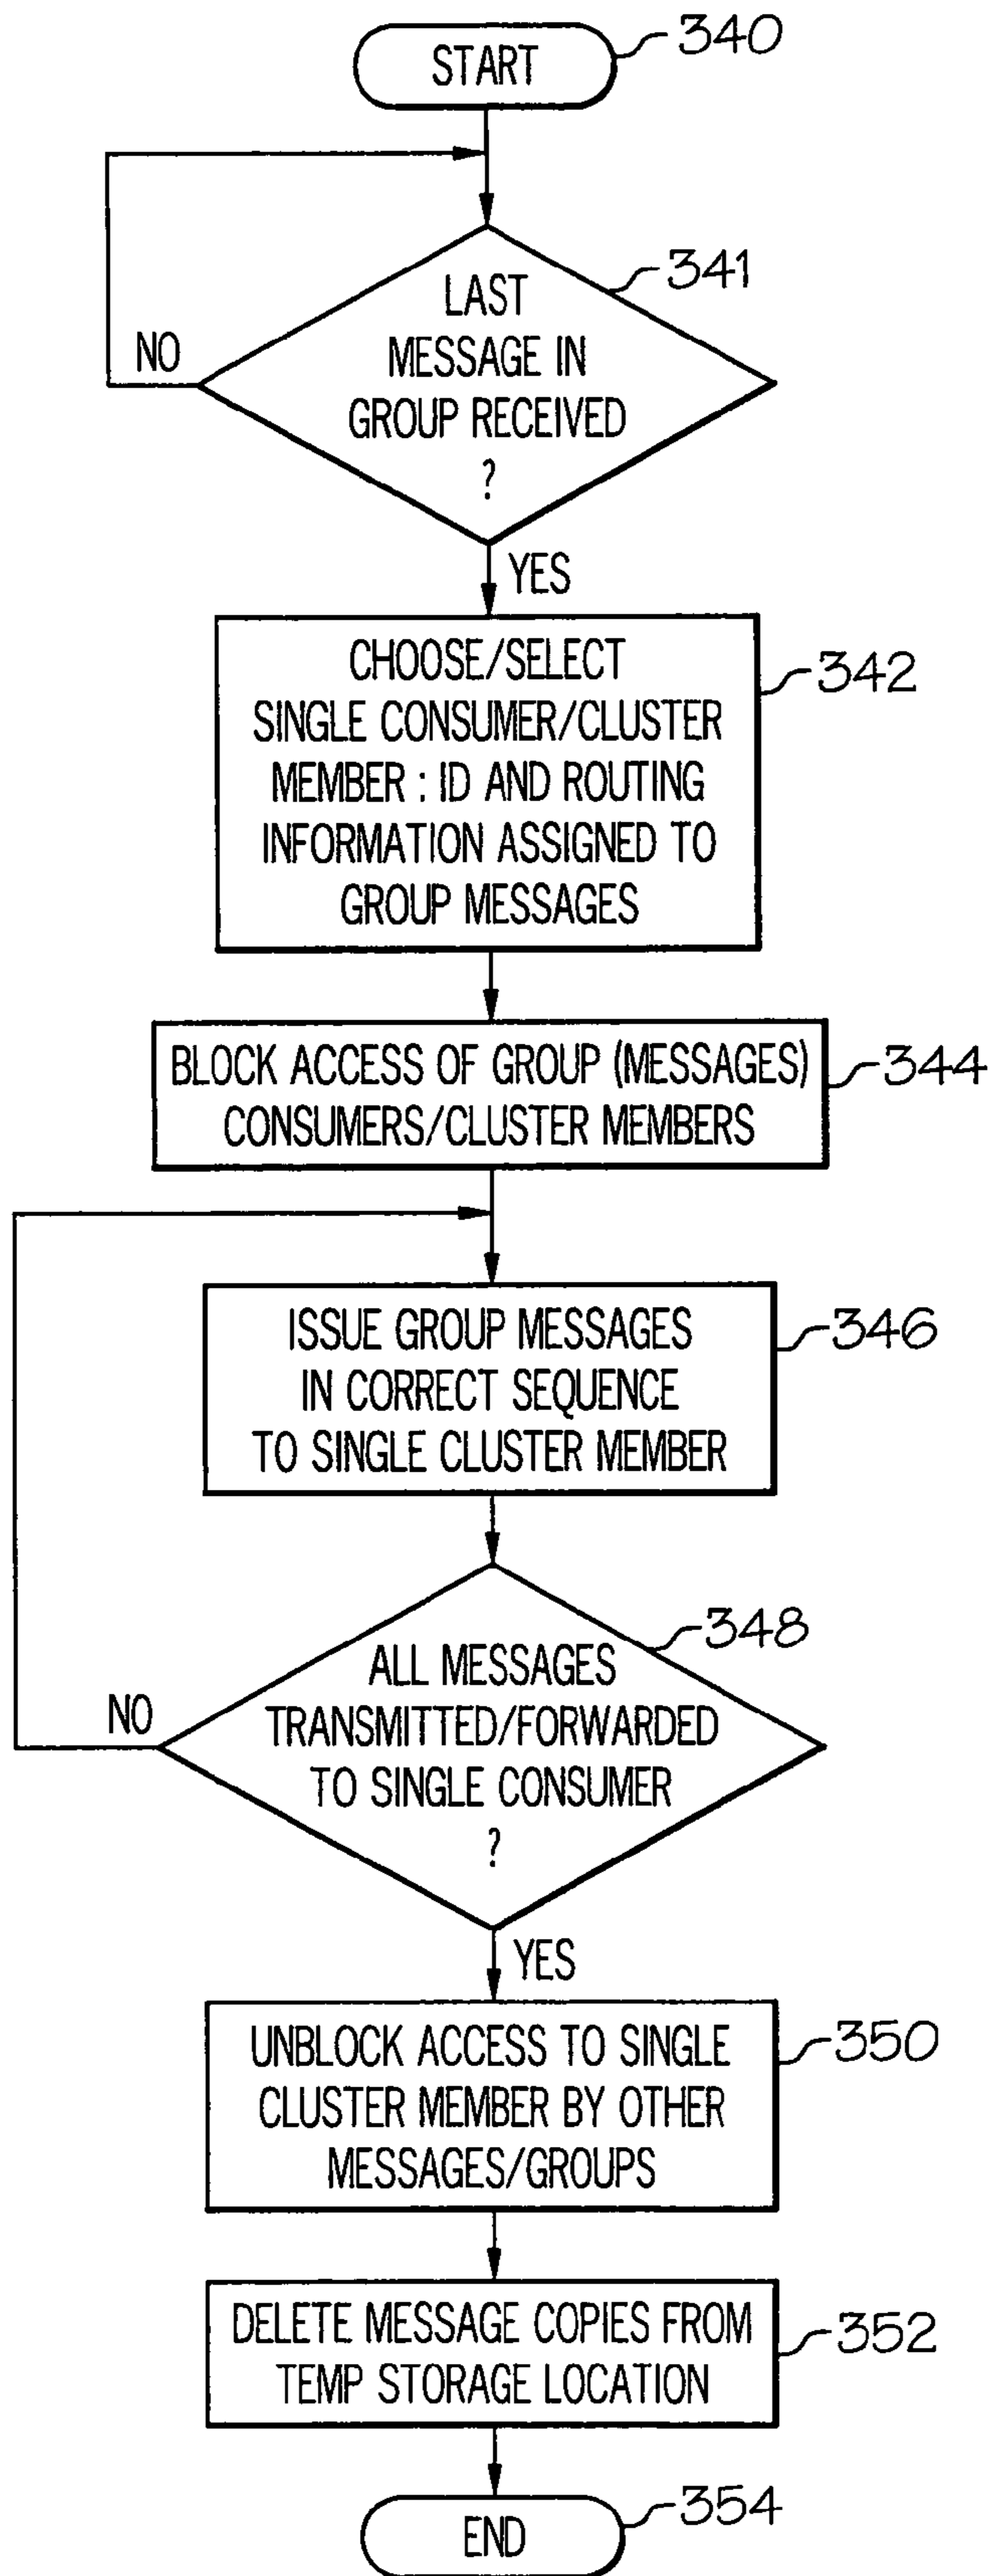 START
340
LAST
MESSAGE IN
GROUP RECEIVED
?
341
NO
YES
CHOOSE/SELECT
SINGLE CONSUMER/CLUSTER
MEMBER : ID AND ROUTING
INFORMATION ASSIGNED TO
GROUP MESSAGES
342
BLOCK ACCESS OF GROUP (MESSAGES)
CONSUMERS/CLUSTER MEMBERS
344
ISSUE GROUP MESSAGES
IN CORRECT SEQUENCE
TO SINGLE CLUSTER MEMBER
346
ALL MESSAGES
TRANSMITTED/FORWARDED
TO SINGLE CONSUMER
?
348
NO
YES
UNBLOCK ACCESS TO SINGLE
CLUSTER MEMBER BY OTHER
MESSAGES/GROUPS
350
DELETE MESSAGE COPIES FROM
TEMP STORAGE LOCATION
352
END
354